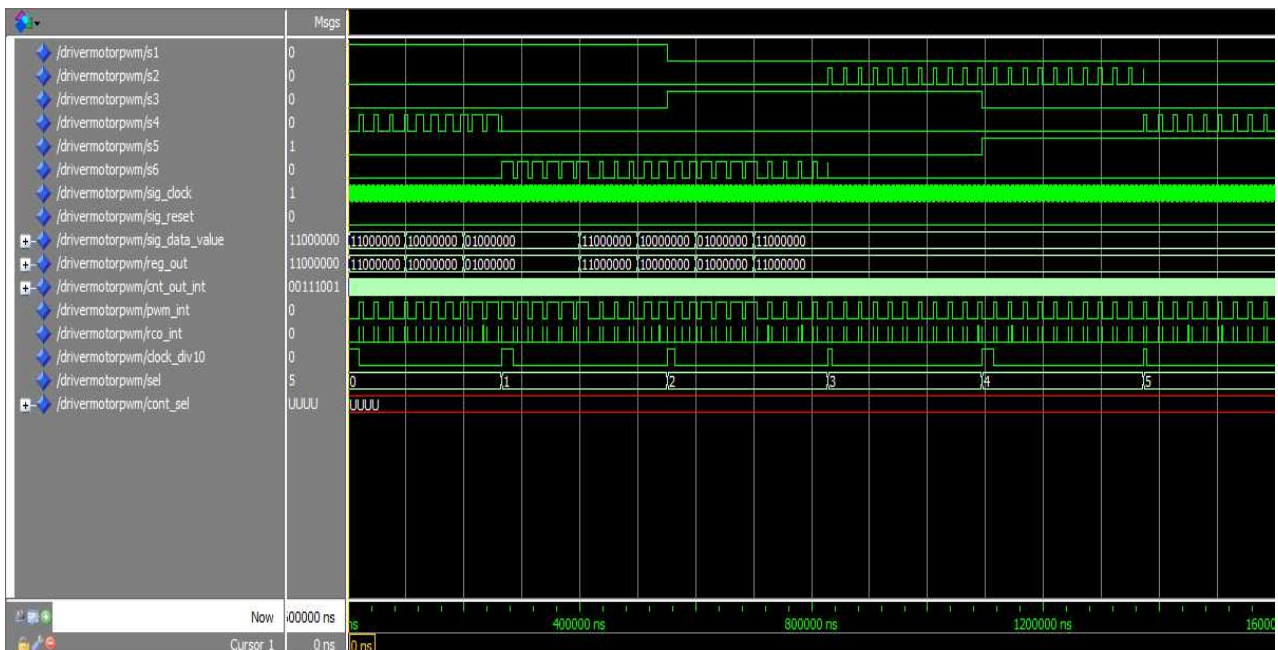 Msgs
/drivermotorpwm/s1 0
/drivermotorpwm/s2 0
/drivermotorpwm/s3 0
/drivermotorpwm/s4 0
/drivermotorpwm/s5 1
/drivermotorpwm/s6 0
/drivermotorpwm/sig_clock 1
/drivermotorpwm/sig_reset 0
/drivermotorpwm/sig_data_value 11000000 11000000 10000000 01000000 11000000 10000000 01000000 11000000
/drivermotorpwm/reg_out 11000000 11000000 10000000 01000000 11000000 10000000 01000000 11000000
/drivermotorpwm/cnt_out_int 00111001
/drivermotorpwm/pwm_int 0
/drivermotorpwm/rco_int 0
/drivermotorpwm/clock_div10 0
/drivermotorpwm/sel 5 0 1 2 3 4 5
/drivermotorpwm/cont_sel UUUU UUUU
Now 00000 ns ns 400000 ns 800000 ns 1200000 ns 16000
Cursor 1 0 ns 0 ns